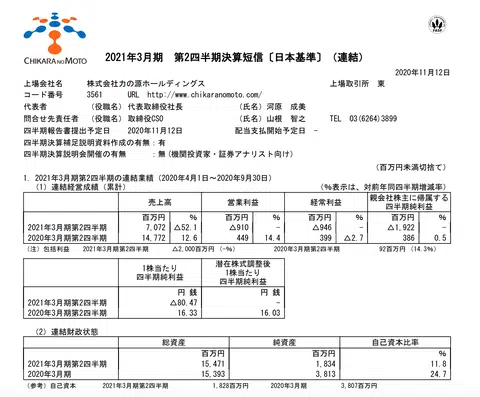 CHIKARANOMOTO
2021年3月期 第2四半期決算短信〔日本基準〕(連結)
2020年11月12日
上場会社名 株式会社力の源ホールディングス 上場取引所 東
コード番号 3561 URL http://www.chikaranomoto.com/
代表者 (役職名) 代表取締役社長 (氏名) 河原 成美
問合せ先責任者 (役職名) 取締役CSO (氏名) 山根 智之 TEL 03(6264)3899
四半期報告書提出予定日 2020年11月12日 配当支払開始予定日 -
四半期決算補足説明資料作成の有無:有
四半期決算説明会開催の有無 :無(機関投資家・証券アナリスト向け)
(百万円未満切捨て)
1. 2021年3月期第2四半期の連結業績(2020年4月1日~2020年9月30日)
(1)連結経営成績(累計) (%表示は、対前年同四半期増減率)
売上高 営業利益 経常利益 親会社株主に帰属する四半期純利益
百万円 % 百万円 % 百万円 % 百万円 %
2021年3月期第2四半期 7,072 △52.1 △910 - △946 - △1,922 -
2020年3月期第2四半期 14,772 12.6 449 14.4 399 △2.7 386 0.5
(注)包括利益 2021年3月期第2四半期 △2,000百万円 (-%) 2020年3月期第2四半期 92百万円 (14.3%)
1株当たり四半期純利益 潜在株式調整後1株当たり四半期純利益
円 銭 円 銭
2021年3月期第2四半期 △80.47 -
2020年3月期第2四半期 16.33 16.03
(2)連結財政状態
総資産 純資産 自己資本比率
百万円 百万円 %
2021年3月期第2四半期 15,471 1,834 11.8
2020年3月期 15,393 3,813 24.7
(参考)自己資本 2021年3月期第2四半期 1,828百万円 2020年3月期 3,807百万円